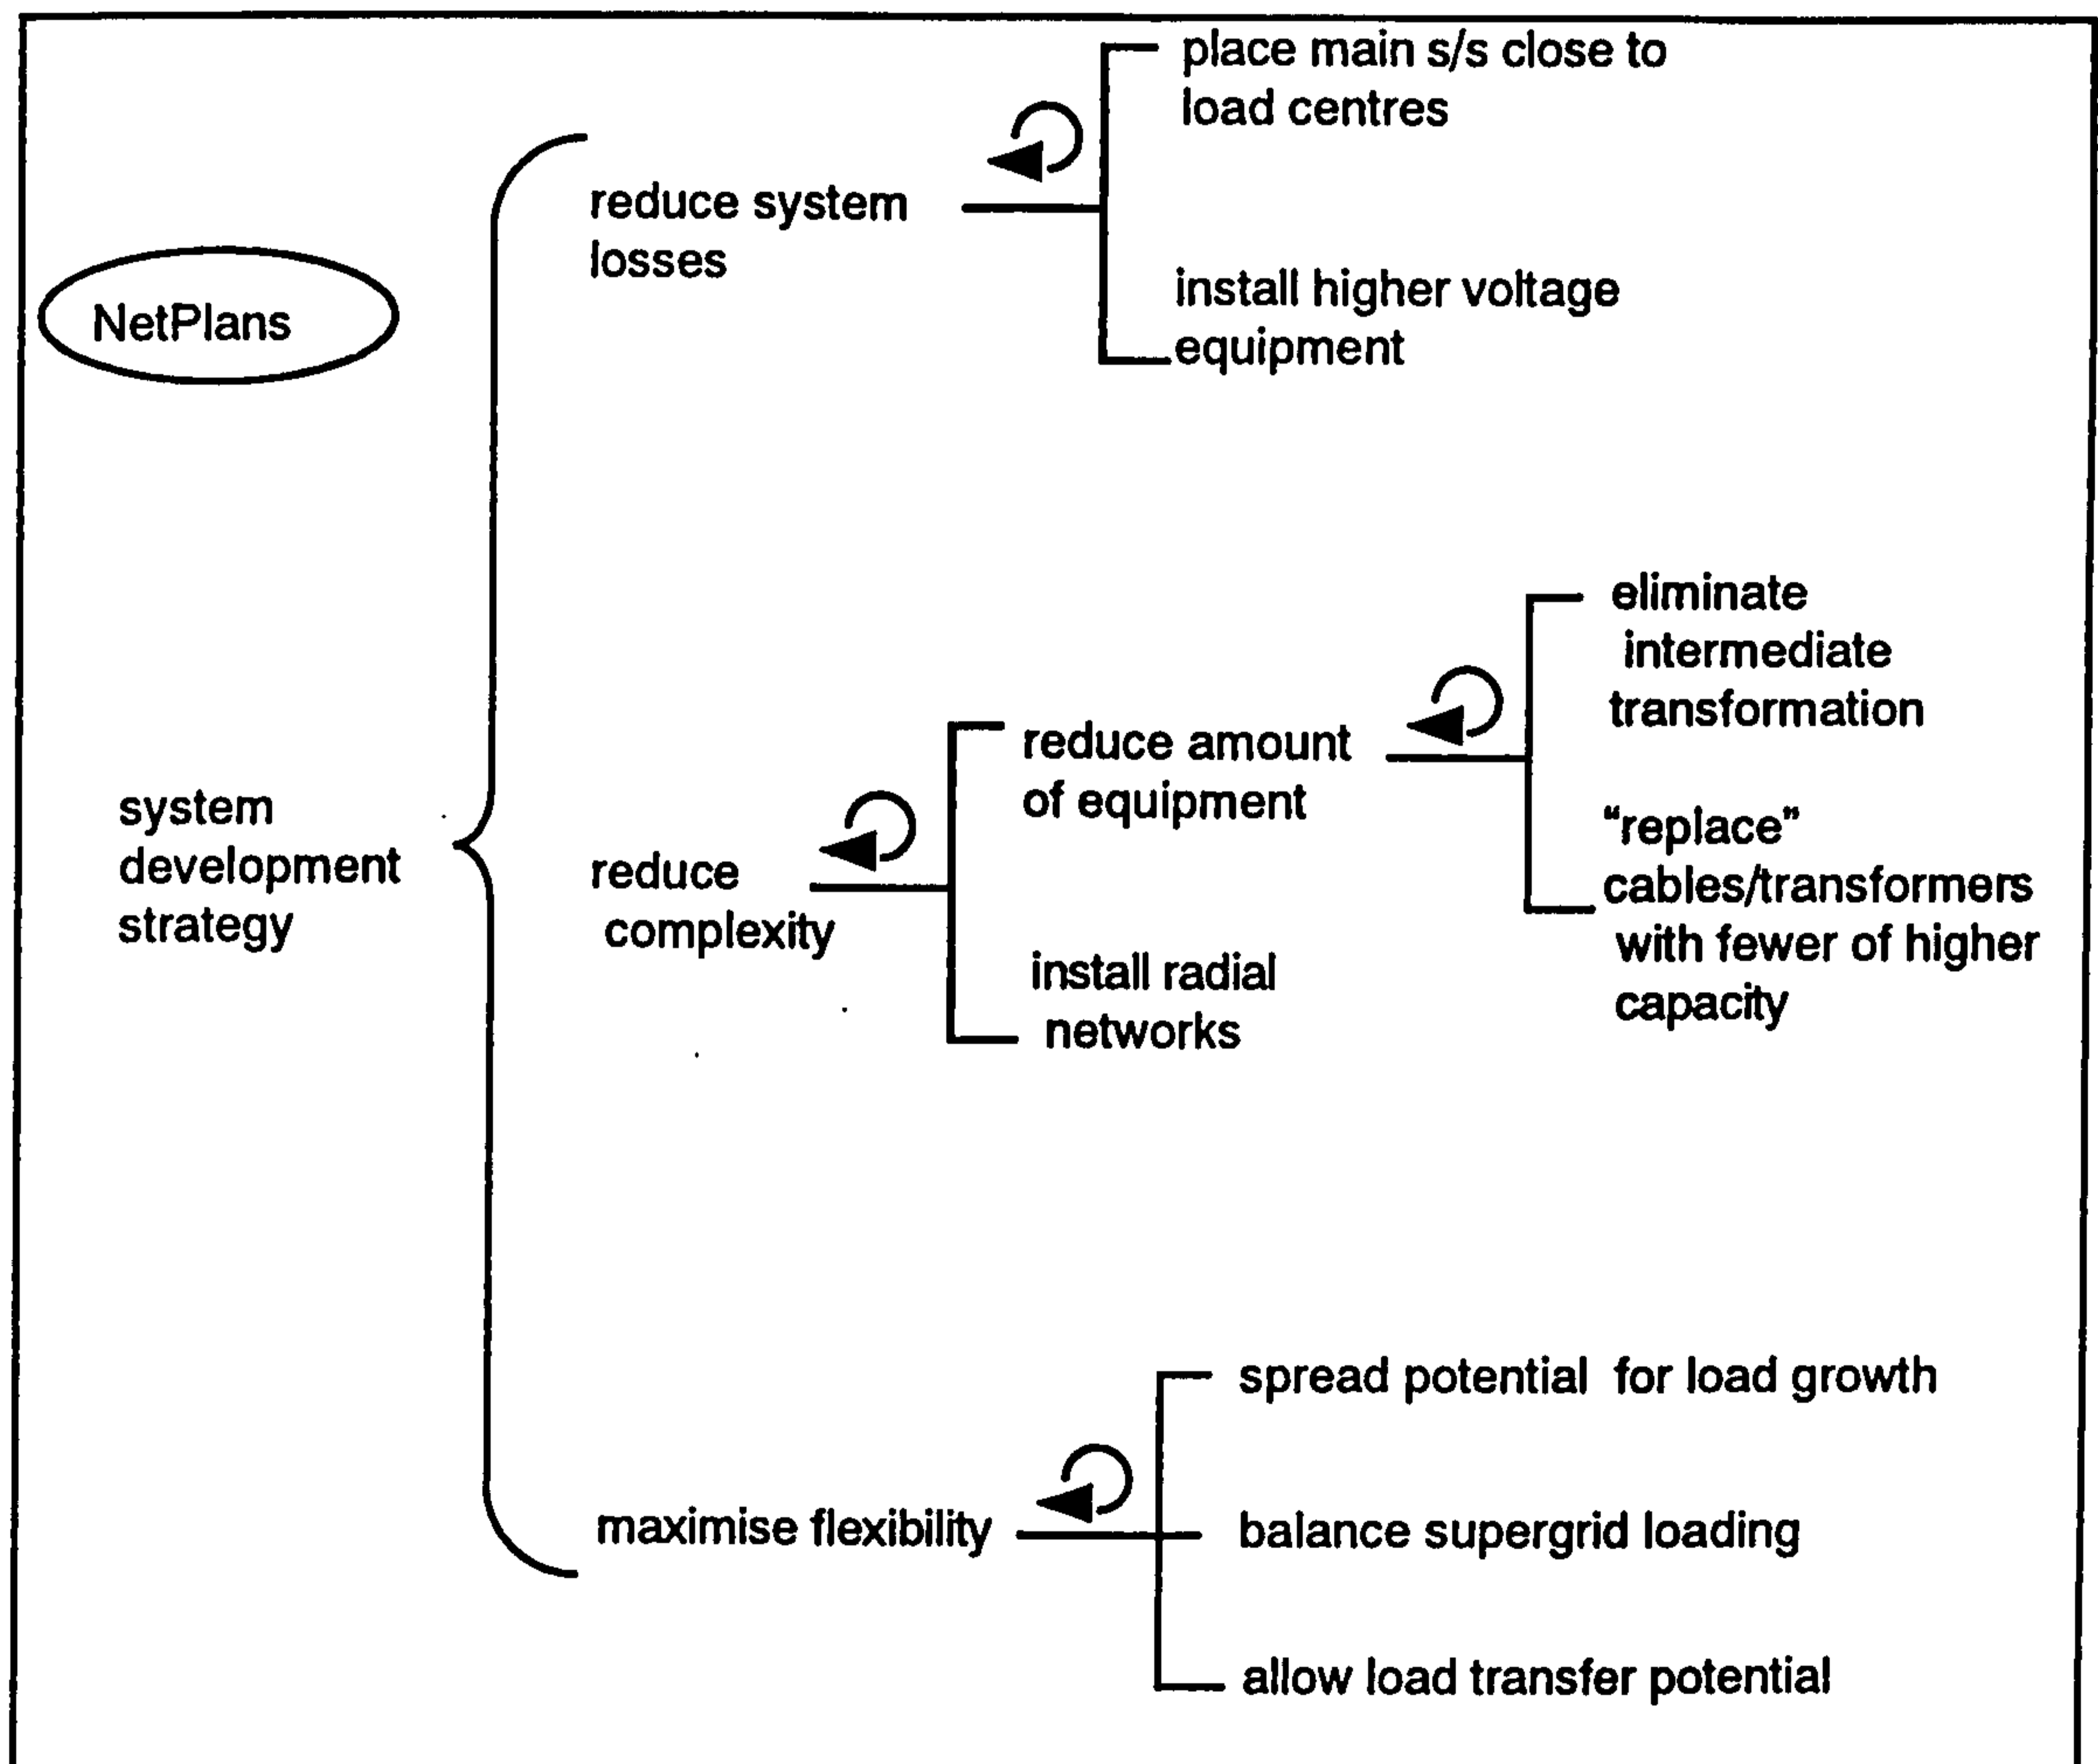 place main s/s close to
load centres
reduce system
losses
install higher voltage
equipment
NetPlans
eliminate
intermediate
transformation
reduce amount
of equipment
"replace"
cables/transformers
with fewer of higher
capacity
system
development
strategy
reduce
complexity
install radial
networks
spread potential for load growth
maximise flexibility
balance supergrid loading
allow load transfer potential